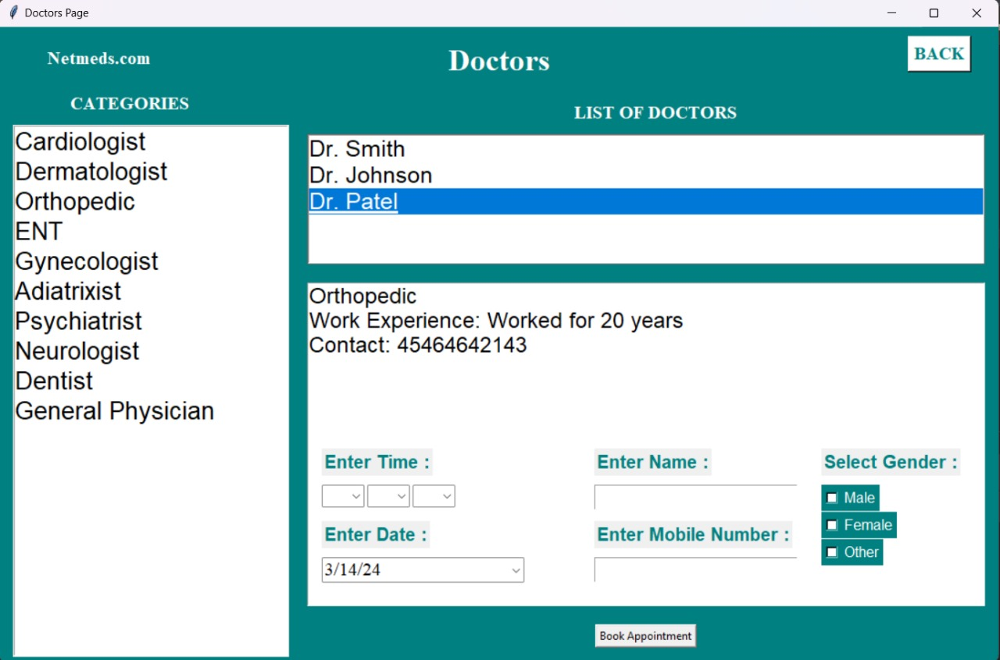 Doctors Page
Netmeds.com
Doctors
BACK
CATEGORIES
Cardiologist
Dermatologist
Orthopedic
ENT
Gynecologist
Adiatrixist
Psychiatrist
Neurologist
Dentist
General Physician
LIST OF DOCTORS
Dr. Smith
Dr. Johnson
Dr. Patel
Orthopedic
Work Experience: Worked for 20 years
Contact: 45464642143
Enter Time :
Enter Date :
3/14/24
Enter Name :
Enter Mobile Number :
Select Gender :
Male
Female
Other
Book Appointment